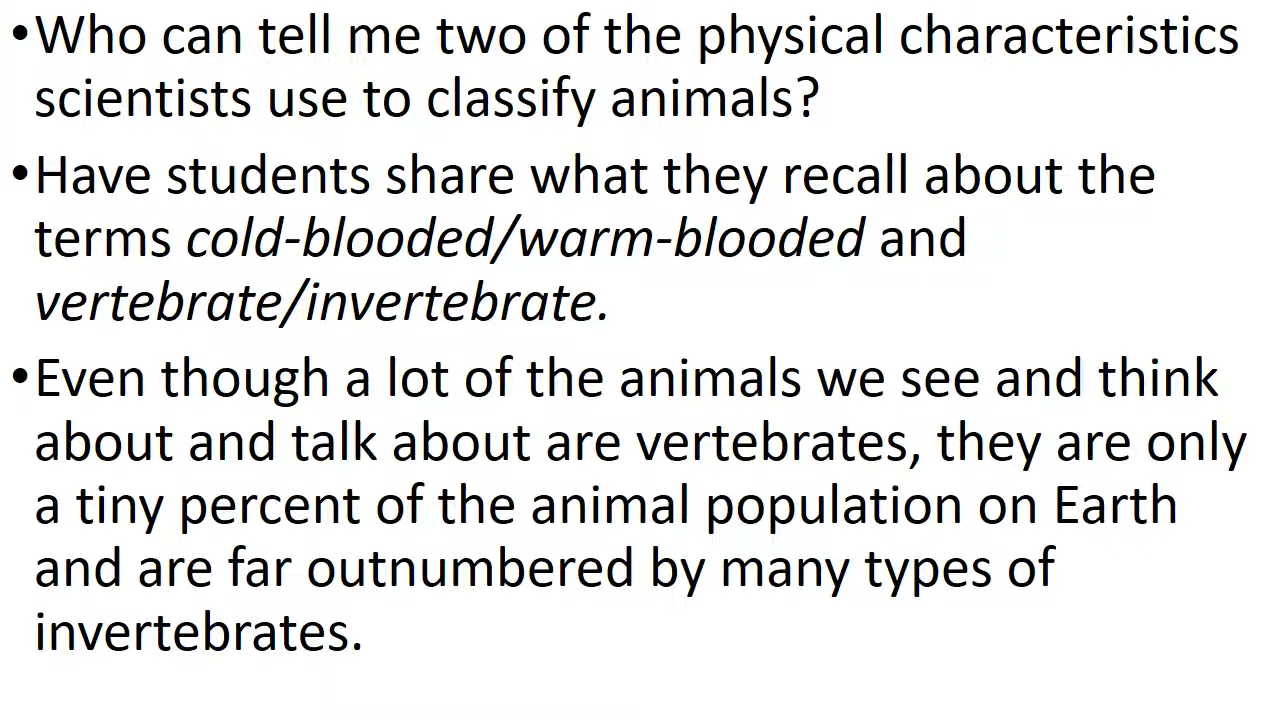 •Who can tell me two of the physical characteristics
scientists use to classify animals?
•Have students share what they recall about the
terms cold-blooded/warm-blooded and
vertebrate/invertebrate.
•Even though a lot of the animals we see and think
about and talk about are vertebrates, they are only
a tiny percent of the animal population on Earth
and are far outnumbered by many types of
invertebrates.